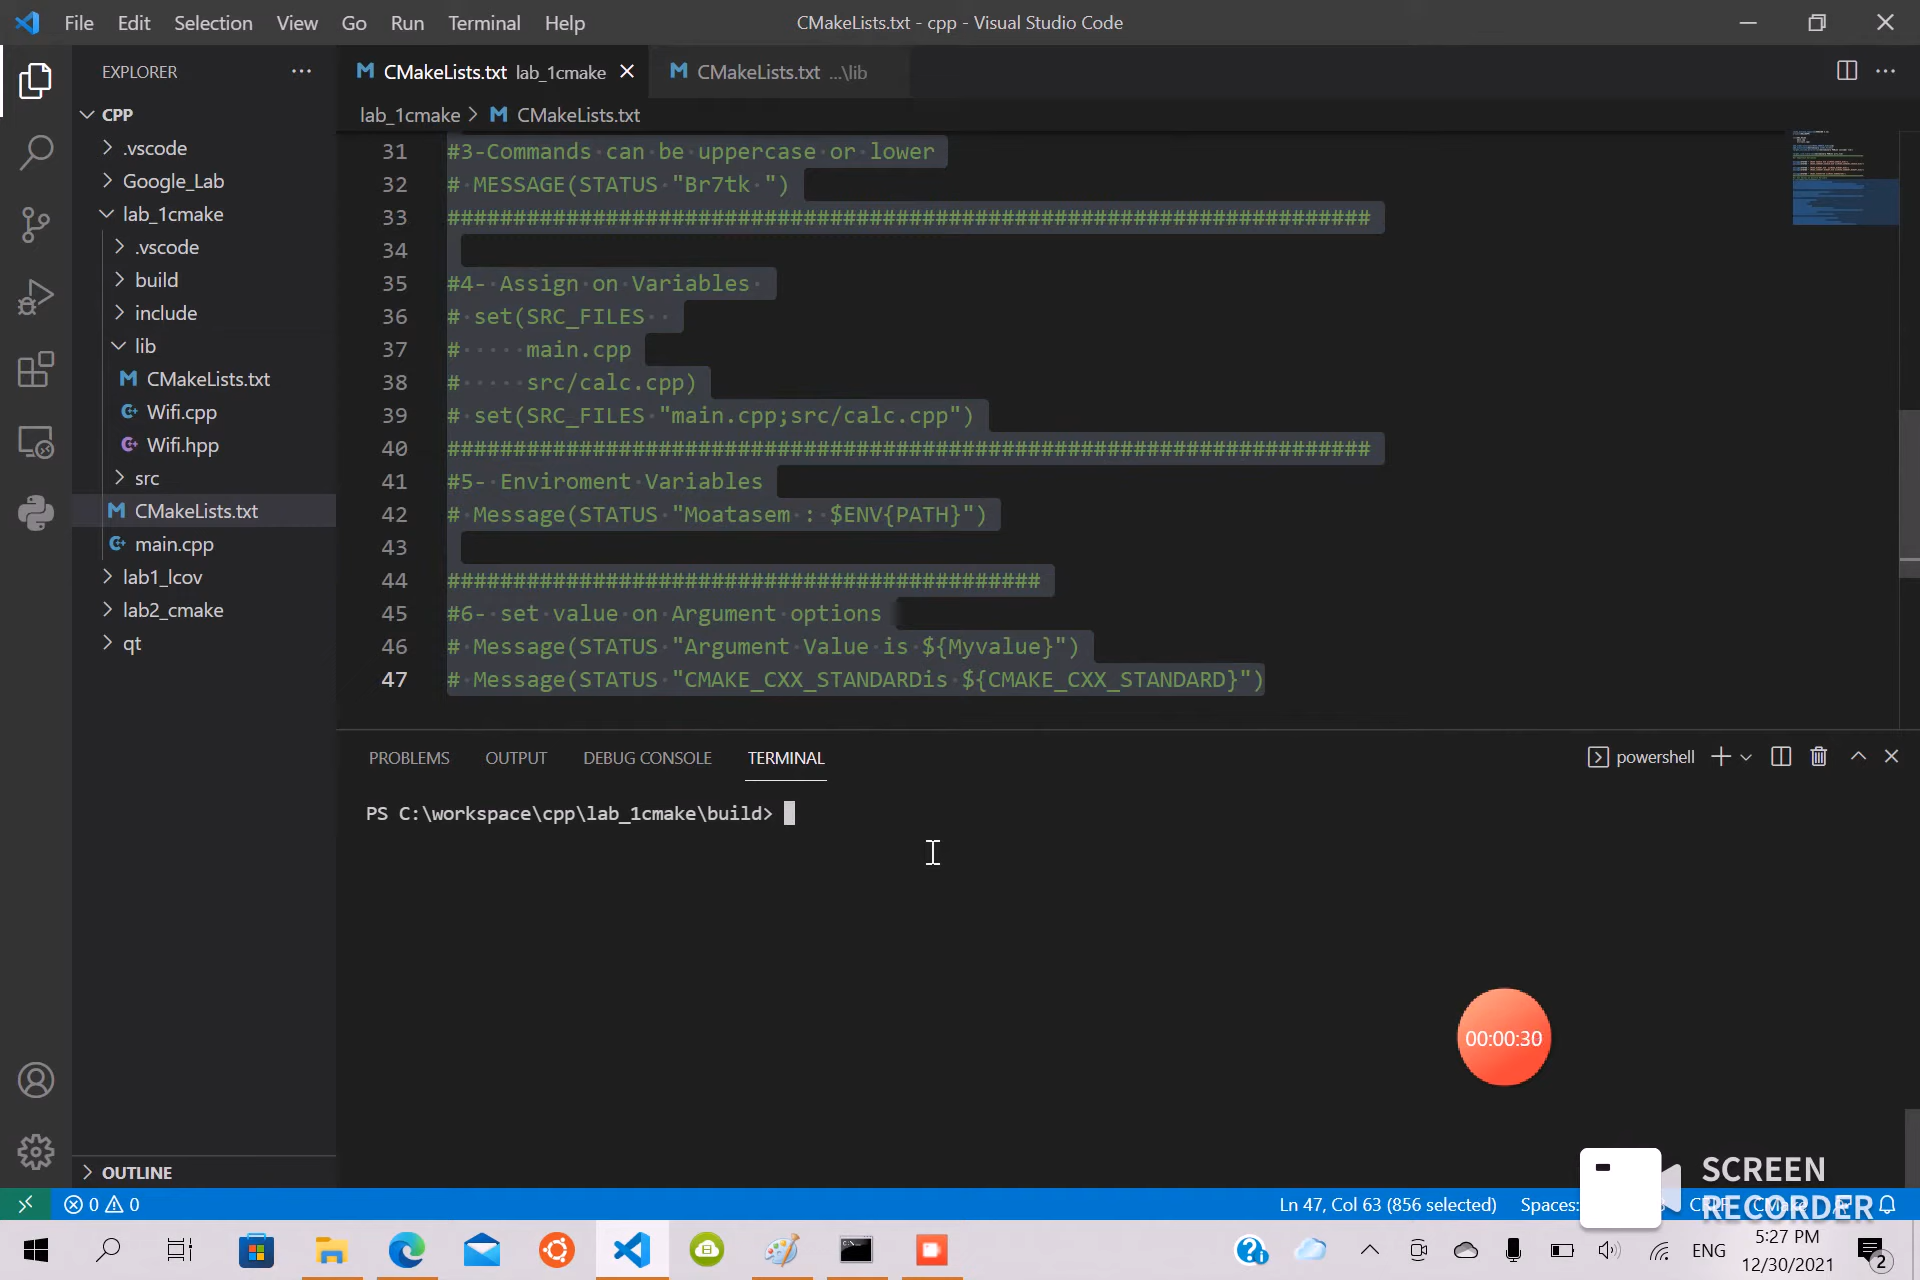 File Edit Selection View Go Run Terminal Help
CMakeLists.txt - cpp - Visual Studio Code
EXPLORER
CMakeLists.txt lab_1cmake
CMakeLists.txt ...\lib
lab_1cmake > CMakeLists.txt
CPP
.vscode
Google_Lab
lab_1cmake
.vscode
build
include
lib
CMakeLists.txt
Wifi.cpp
Wifi.hpp
src
CMakeLists.txt
main.cpp
lab1_lcov
lab2_cmake
qt
OUTLINE
31 #3-Commands can be uppercase or lower
32 # MESSAGE(STATUS "Br7tk ")
33 ######################################################################
34
35 #4- Assign on Variables
36 # set(SRC_FILES
37 # main.cpp
38 # src/calc.cpp)
39 # set(SRC_FILES "main.cpp;src/calc.cpp")
40 ######################################################################
41 #5- Enviroment Variables
42 # Message(STATUS "Moatasem : $ENV{PATH}")
43
44 #############################################
45 #6- set value on Argument options
46 # Message(STATUS "Argument Value is ${Myvalue}")
47 # Message(STATUS "CMAKE_CXX_STANDARDis ${CMAKE_CXX_STANDARD}")
PROBLEMS OUTPUT DEBUG CONSOLE TERMINAL
powershell
PS C:\workspace\cpp\lab_1cmake\build>
00:00:30
SCREEN
RECORDER
0 0
Ln 47, Col 63 (856 selected) Spaces:
ENG
5:27 PM
12/30/2021
2